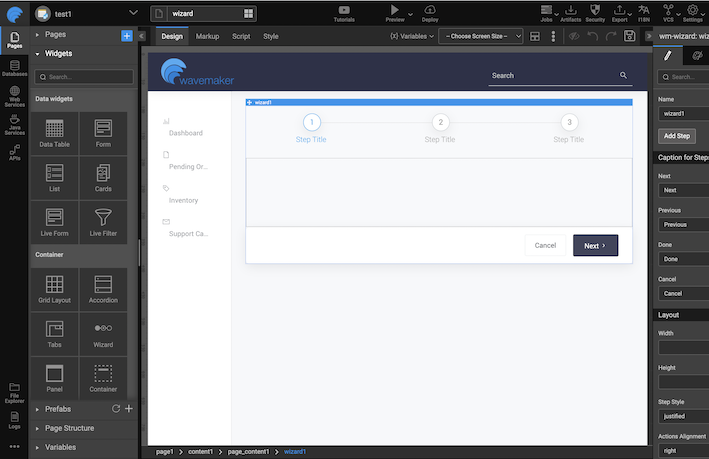 test1
wizard
Tutorials
Preview
Deploy
Jobs
Artifacts
Security
Export
I18N
VCS
Settings
Pages
Databases
Web
Services
Java
Services
APIs
File
Explorer
Logs
Pages
Widgets
Search...
Data widgets
Data Table
Form
List
Cards
Live Form
Live Filter
Container
Grid Layout
Accordion
Tabs
Wizard
Panel
Container
Prefabs
Page Structure
Variables
Design
Markup
Script
Style
{X} Variables
-- Choose Screen Size --
wavemaker
Search
Dashboard
Pending Or...
Inventory
Support Ca...
wizard1
1
2
3
Step Title
Step Title
Step Title
Cancel
Next
page1 > content1 > page_content1 > wizard1
wm-wizard: wiz
Search...
Name
wizard1
Add Step
Caption for Steps
Next
Next
Previous
Previous
Done
Done
Cancel
Cancel
Layout
Width
Height
Step Style
justified
Actions Alignment
right